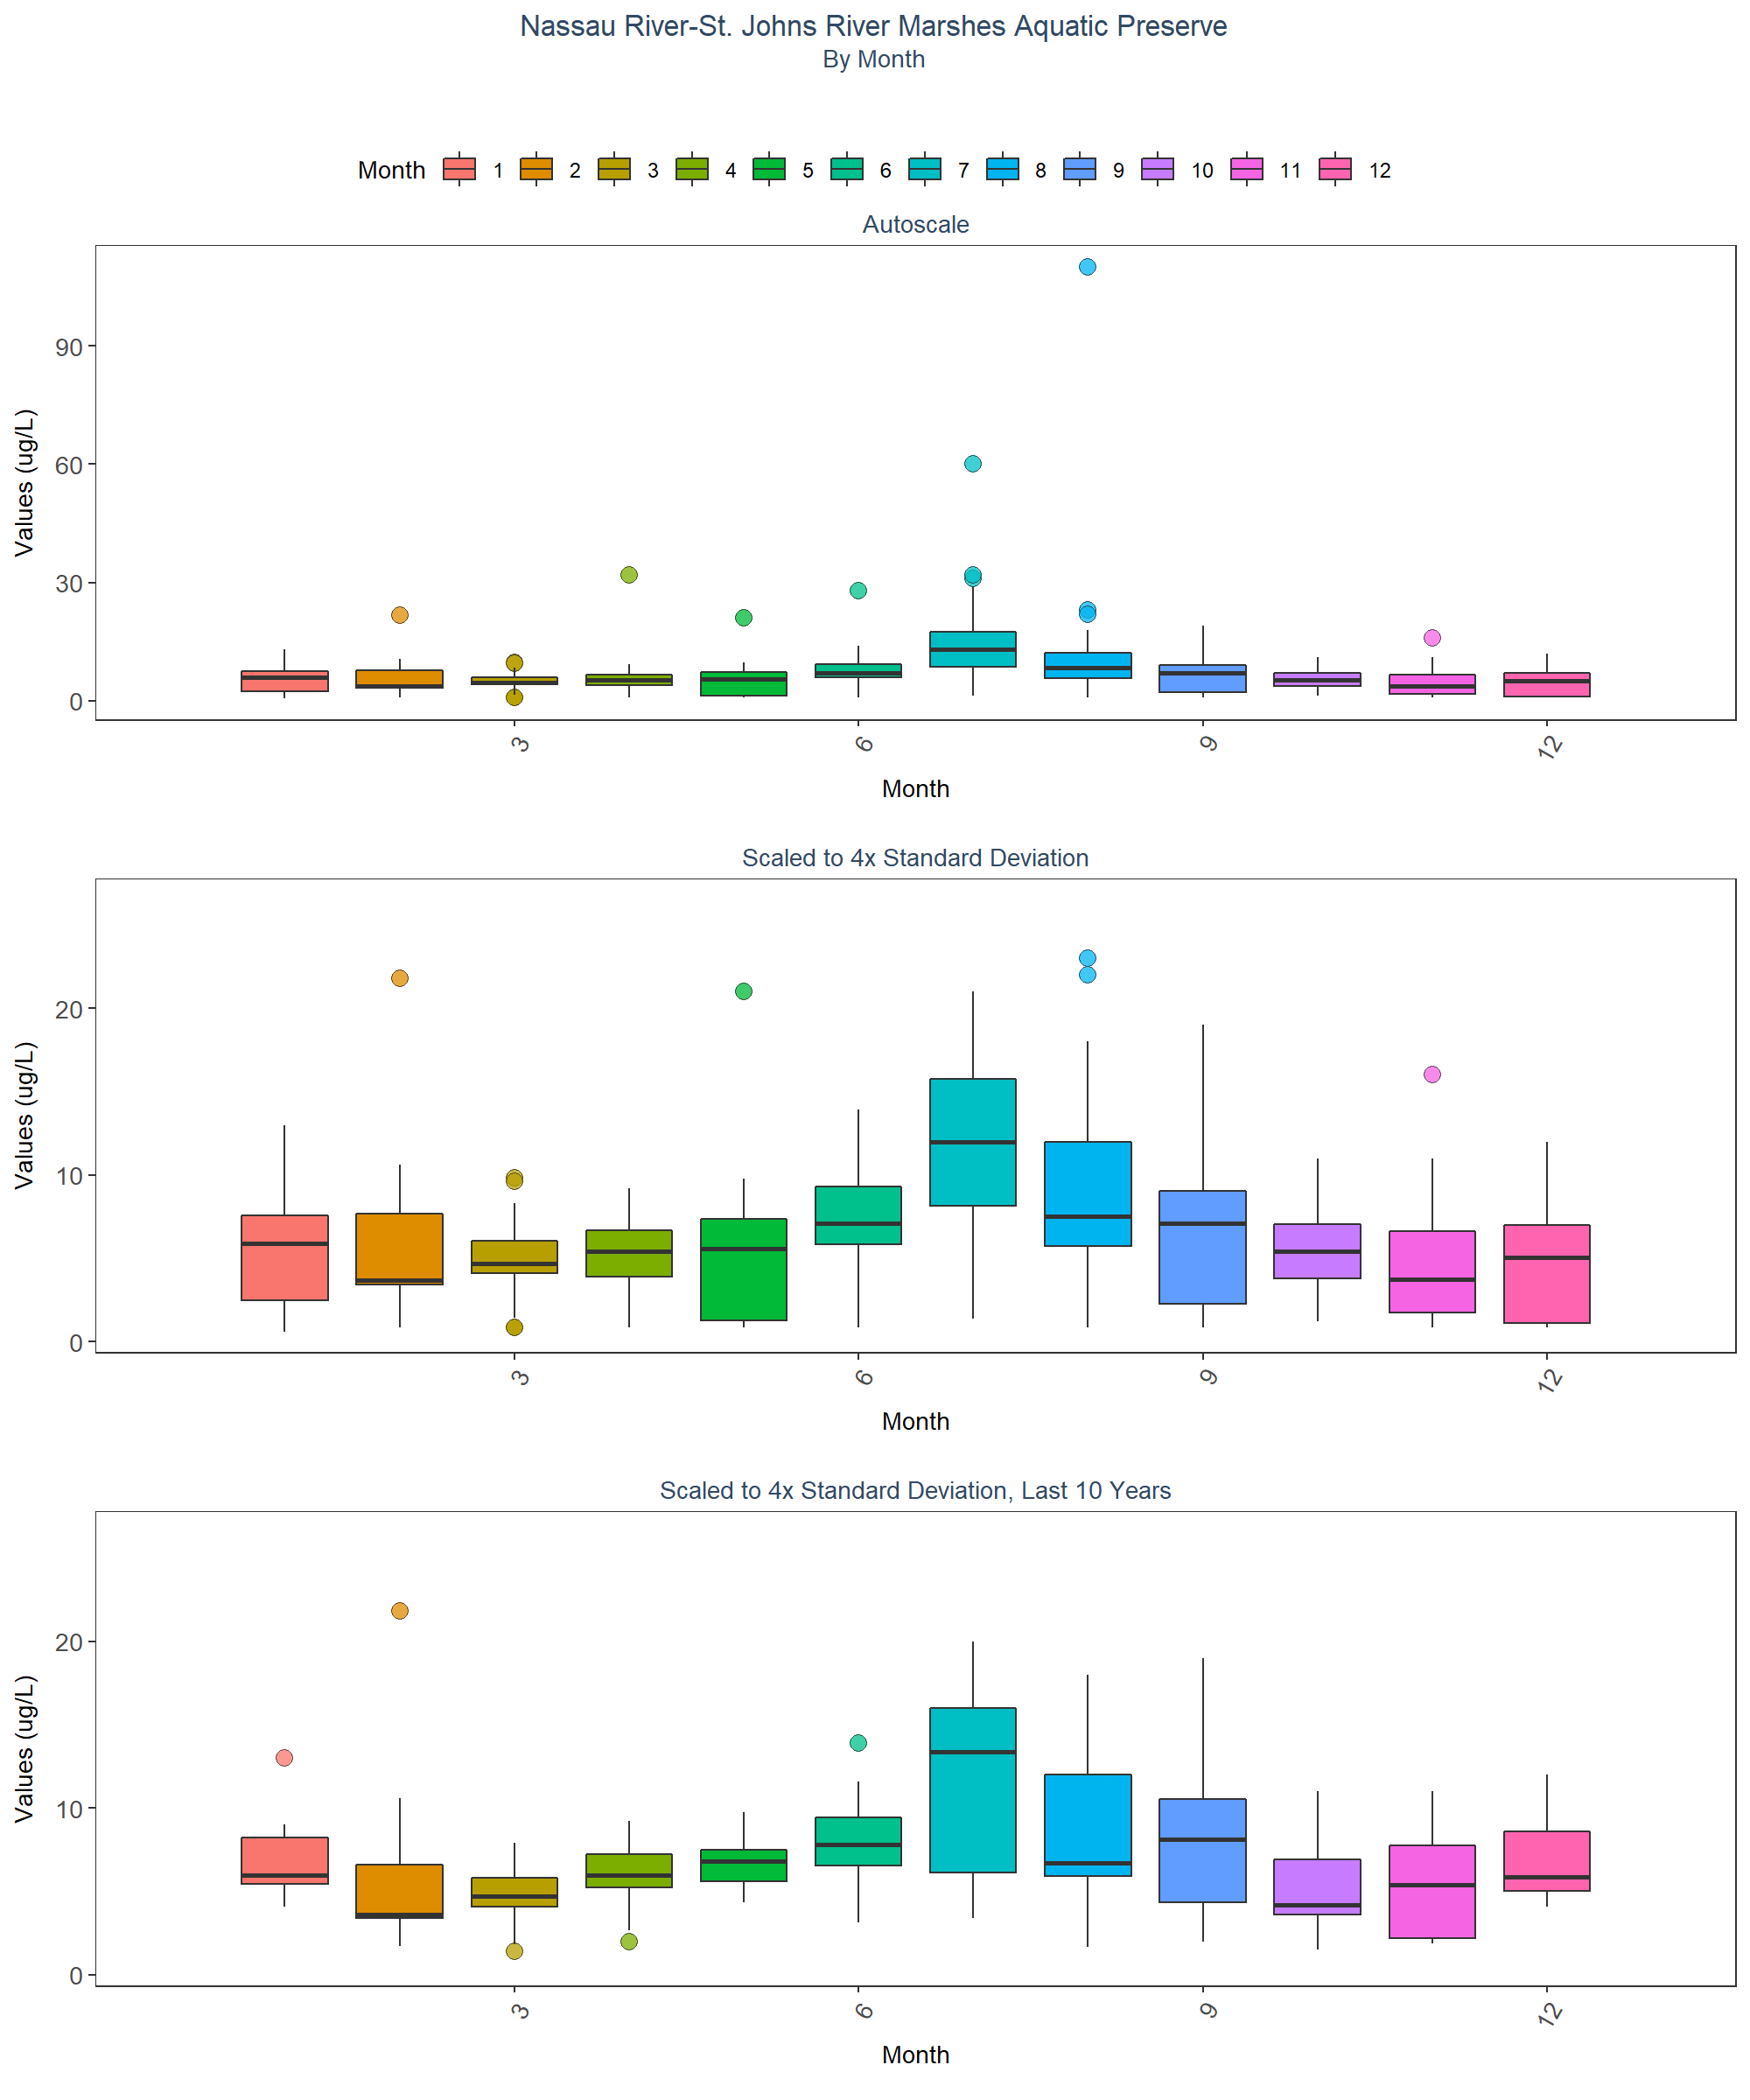 Nassau River-St. Johns River Marshes Aquatic Preserve
By Month
Month 1 2 3 4 5 6 7 8 9 10 11 12
Autoscale
Values (ug/L)
90
60
30
0
3 6 9 12
Month
Scaled to 4x Standard Deviation
Values (ug/L)
20
10
0
3 6 9 12
Month
Scaled to 4x Standard Deviation, Last 10 Years
Values (ug/L)
20
10
0
3 6 9 12
Month